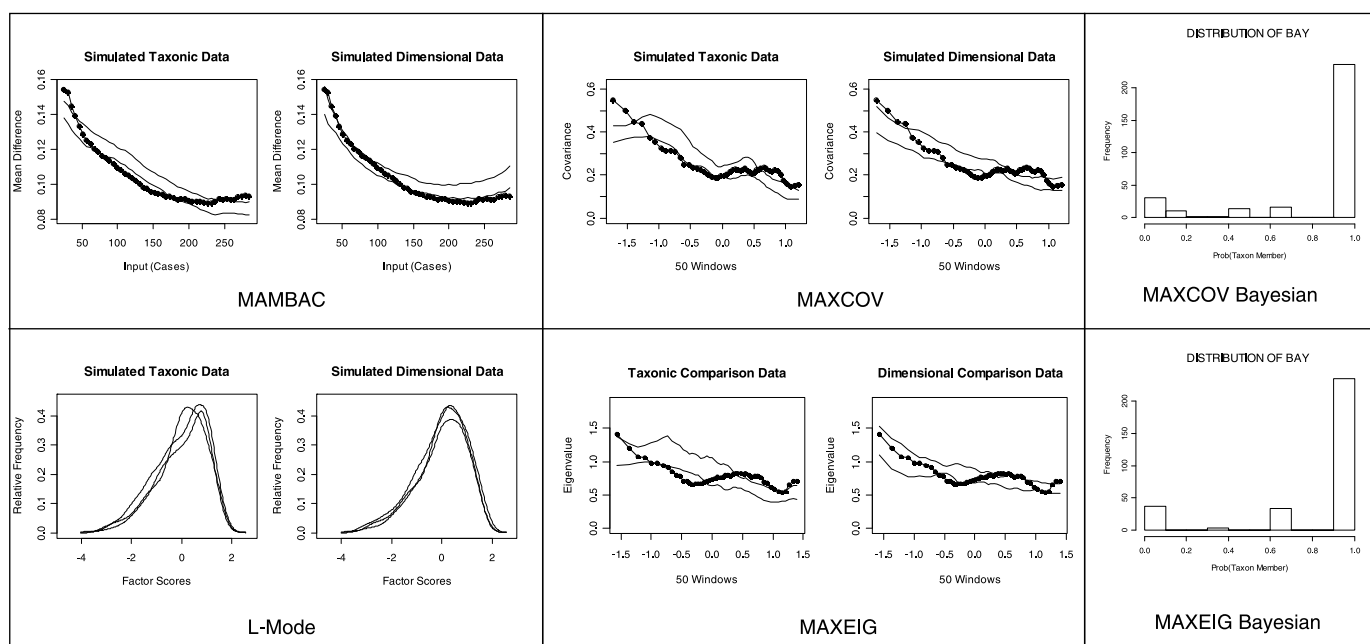 Simulated Taxonic Data
Mean Difference
0.16
0.14
0.12
0.10
0.08
50 100 150 200 250
Input (Cases)
Simulated Dimensional Data
Mean Difference
0.16
0.14
0.12
0.10
0.08
50 100 150 200 250
Input (Cases)
MAMBAC
Simulated Taxonic Data
Covariance
0.6
0.4
0.2
0.0
-1.5 -1.0 -0.5 0.0 0.5 1.0
50 Windows
Simulated Dimensional Data
Covariance
0.6
0.4
0.2
0.0
-1.5 -1.0 -0.5 0.0 0.5 1.0
50 Windows
MAXCOV
DISTRIBUTION OF BAY
Frequency
200
150
100
50
0
0.0 0.2 0.4 0.6 0.8 1.0
Prob(Taxon Member)
MAXCOV Bayesian
Simulated Taxonic Data
Relative Frequency
0.4
0.3
0.2
0.1
0.0
-4 -2 0 2
Factor Scores
Simulated Dimensional Data
Relative Frequency
0.4
0.3
0.2
0.1
0.0
-4 -2 0 2
Factor Scores
L-Mode
Taxonic Comparison Data
Eigenvalue
1.5
1.0
0.5
0.0
-1.5 -1.0 -0.5 0.0 0.5 1.0 1.5
50 Windows
Dimensional Comparison Data
Eigenvalue
1.5
1.0
0.5
0.0
-1.5 -1.0 -0.5 0.0 0.5 1.0 1.5
50 Windows
MAXEIG
DISTRIBUTION OF BAY
Frequency
200
150
100
50
0
0.0 0.2 0.4 0.6 0.8 1.0
Prob(Taxon Member)
MAXEIG Bayesian